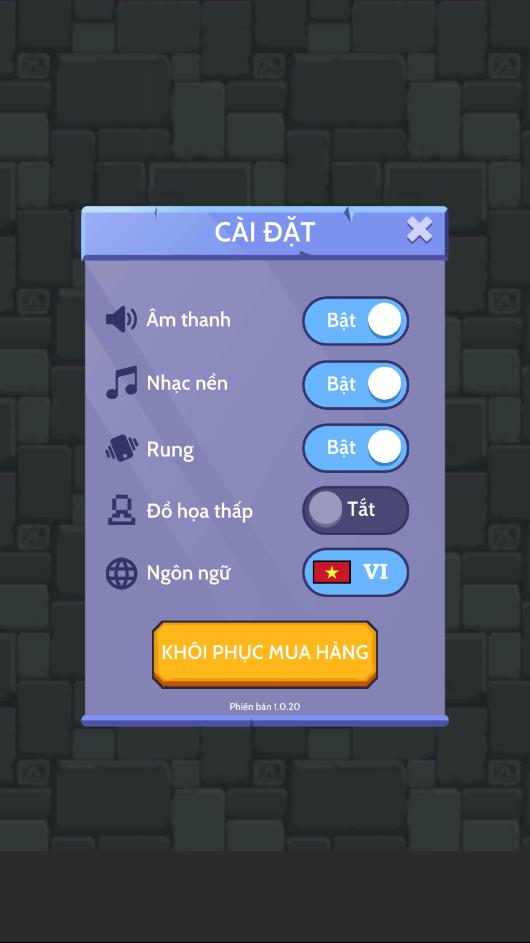 CÀI ĐẶT
Âm thanh Bật
Nhạc nền Bật
Rung Bật
Đồ họa thấp Tắt
Ngôn ngữ VI
KHÔI PHỤC MUA HÀNG
Phiên bản 1.0.20